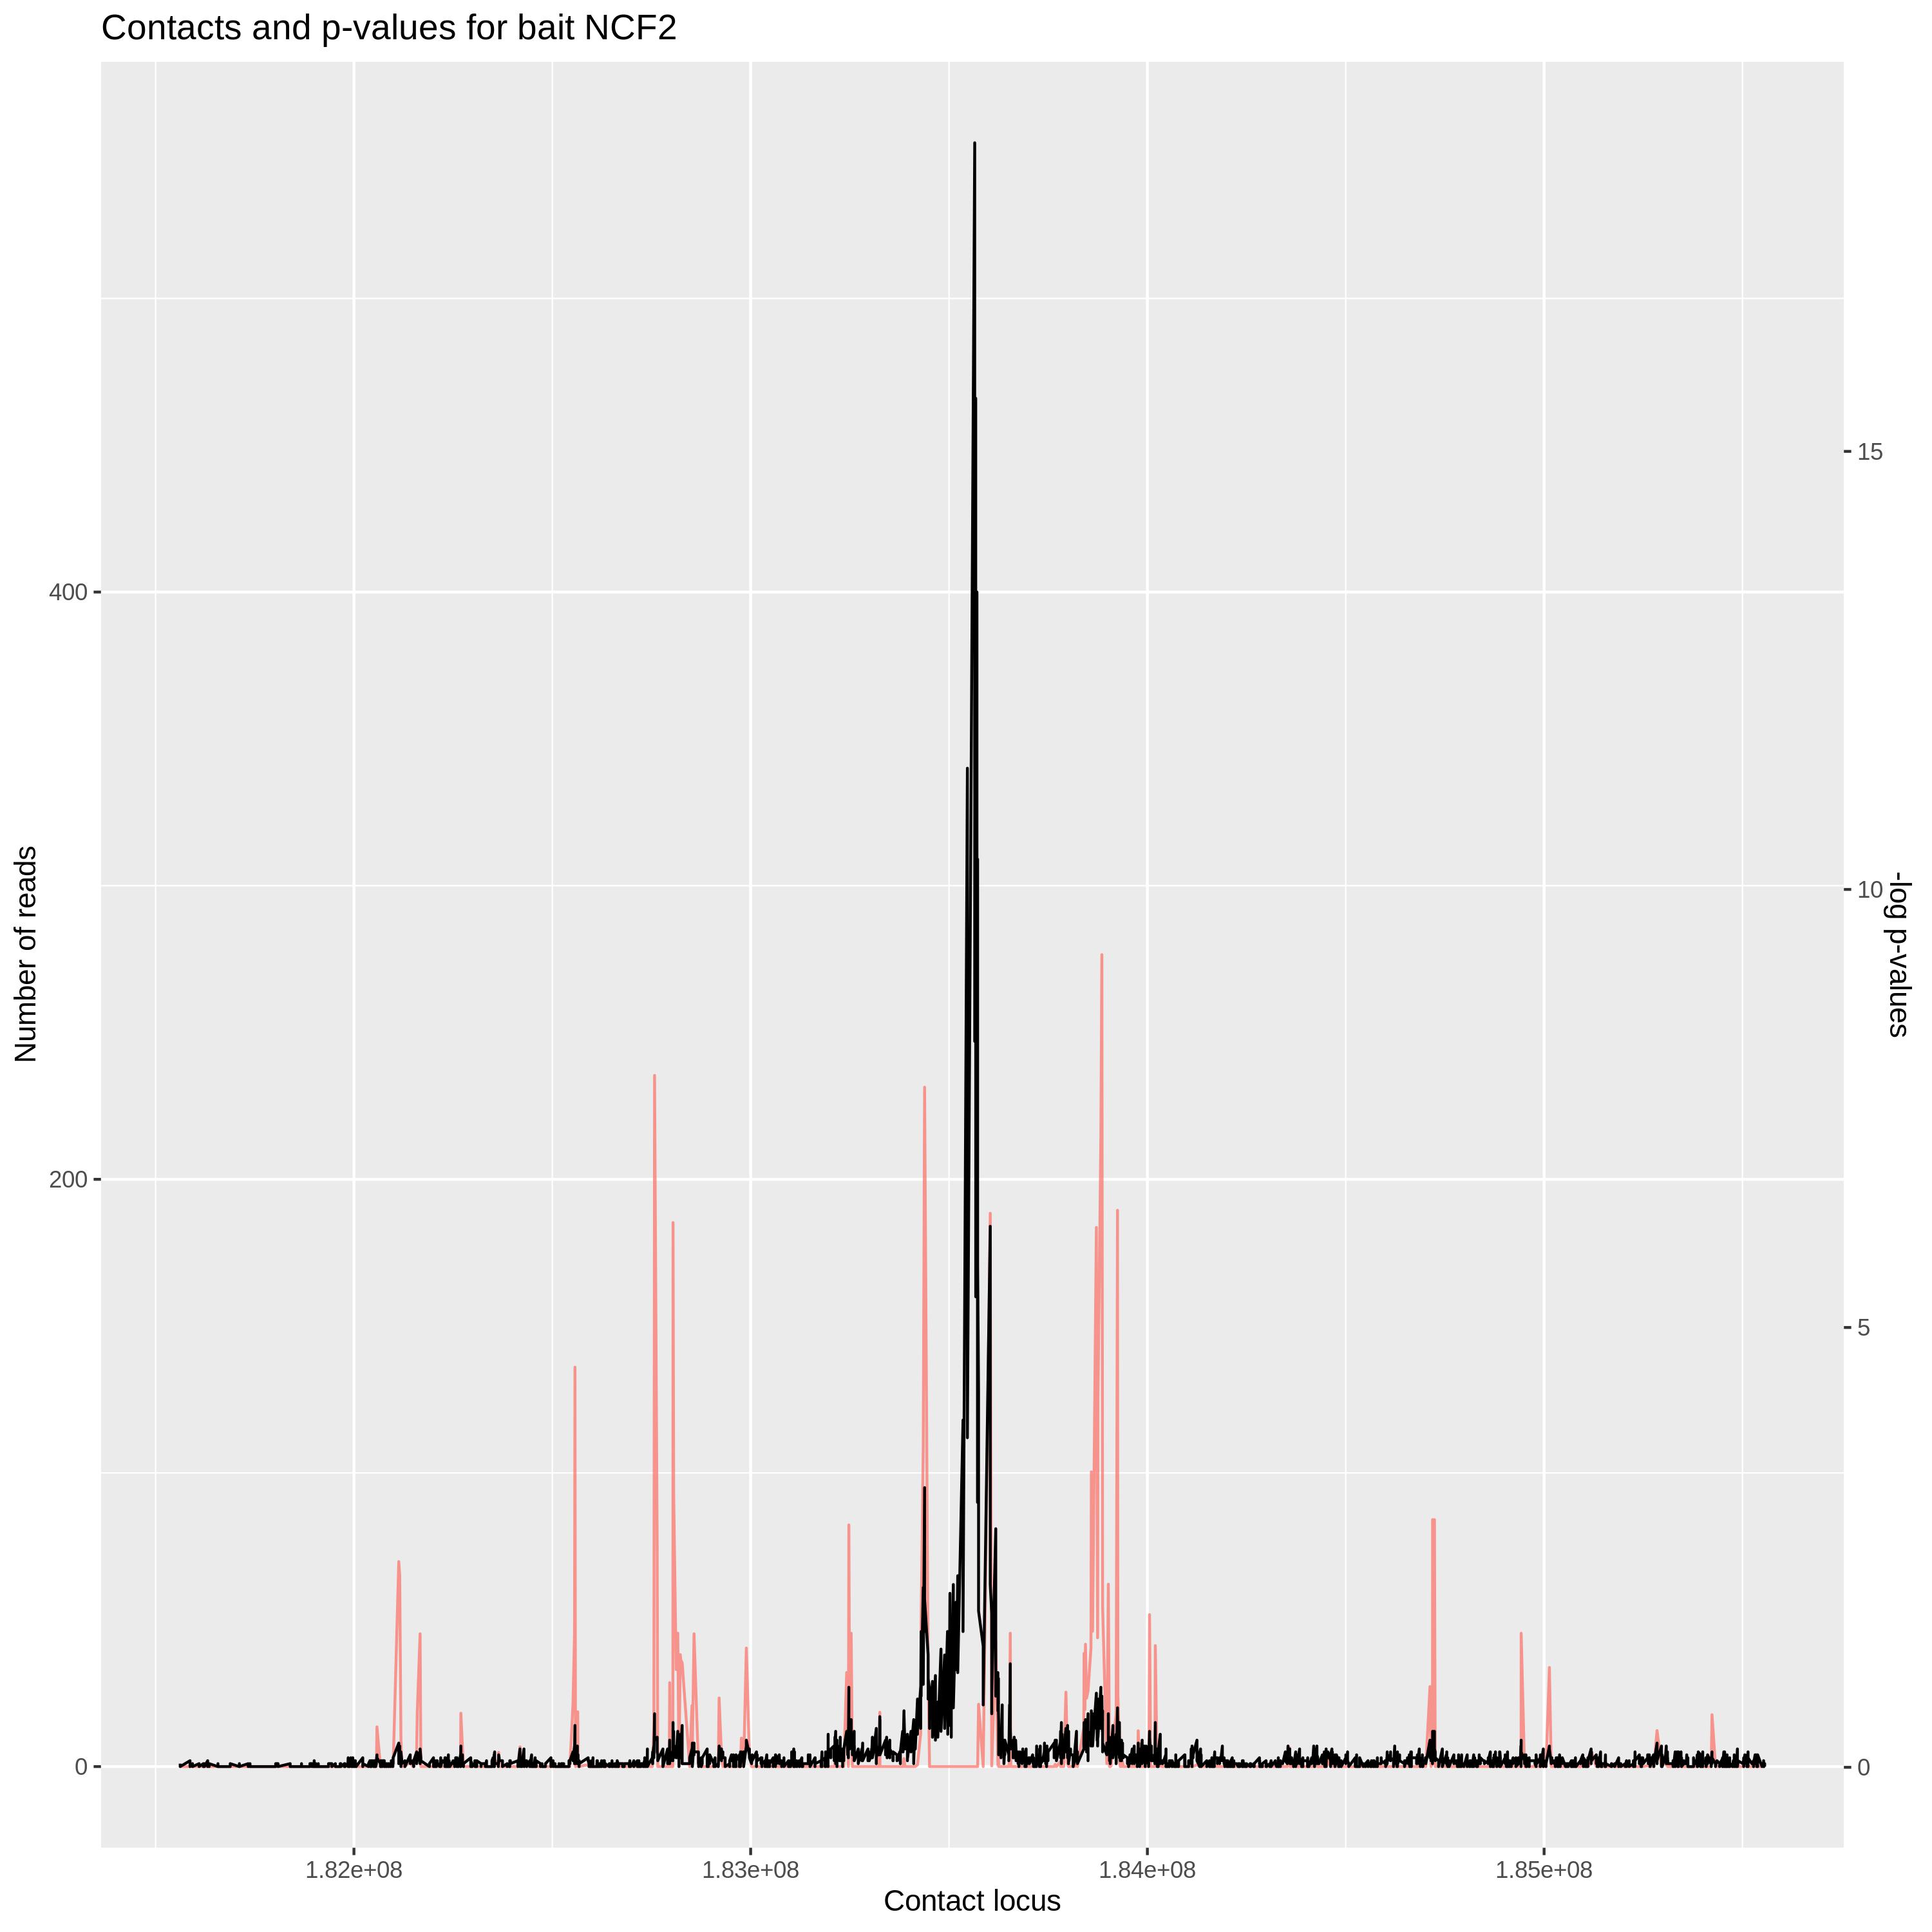 Contacts and p-values for bait NCF2
Number of reads
400
200
0
15
10
5
0
-log p-values
1.82e+08
1.83e+08
1.84e+08
1.85e+08
Contact locus